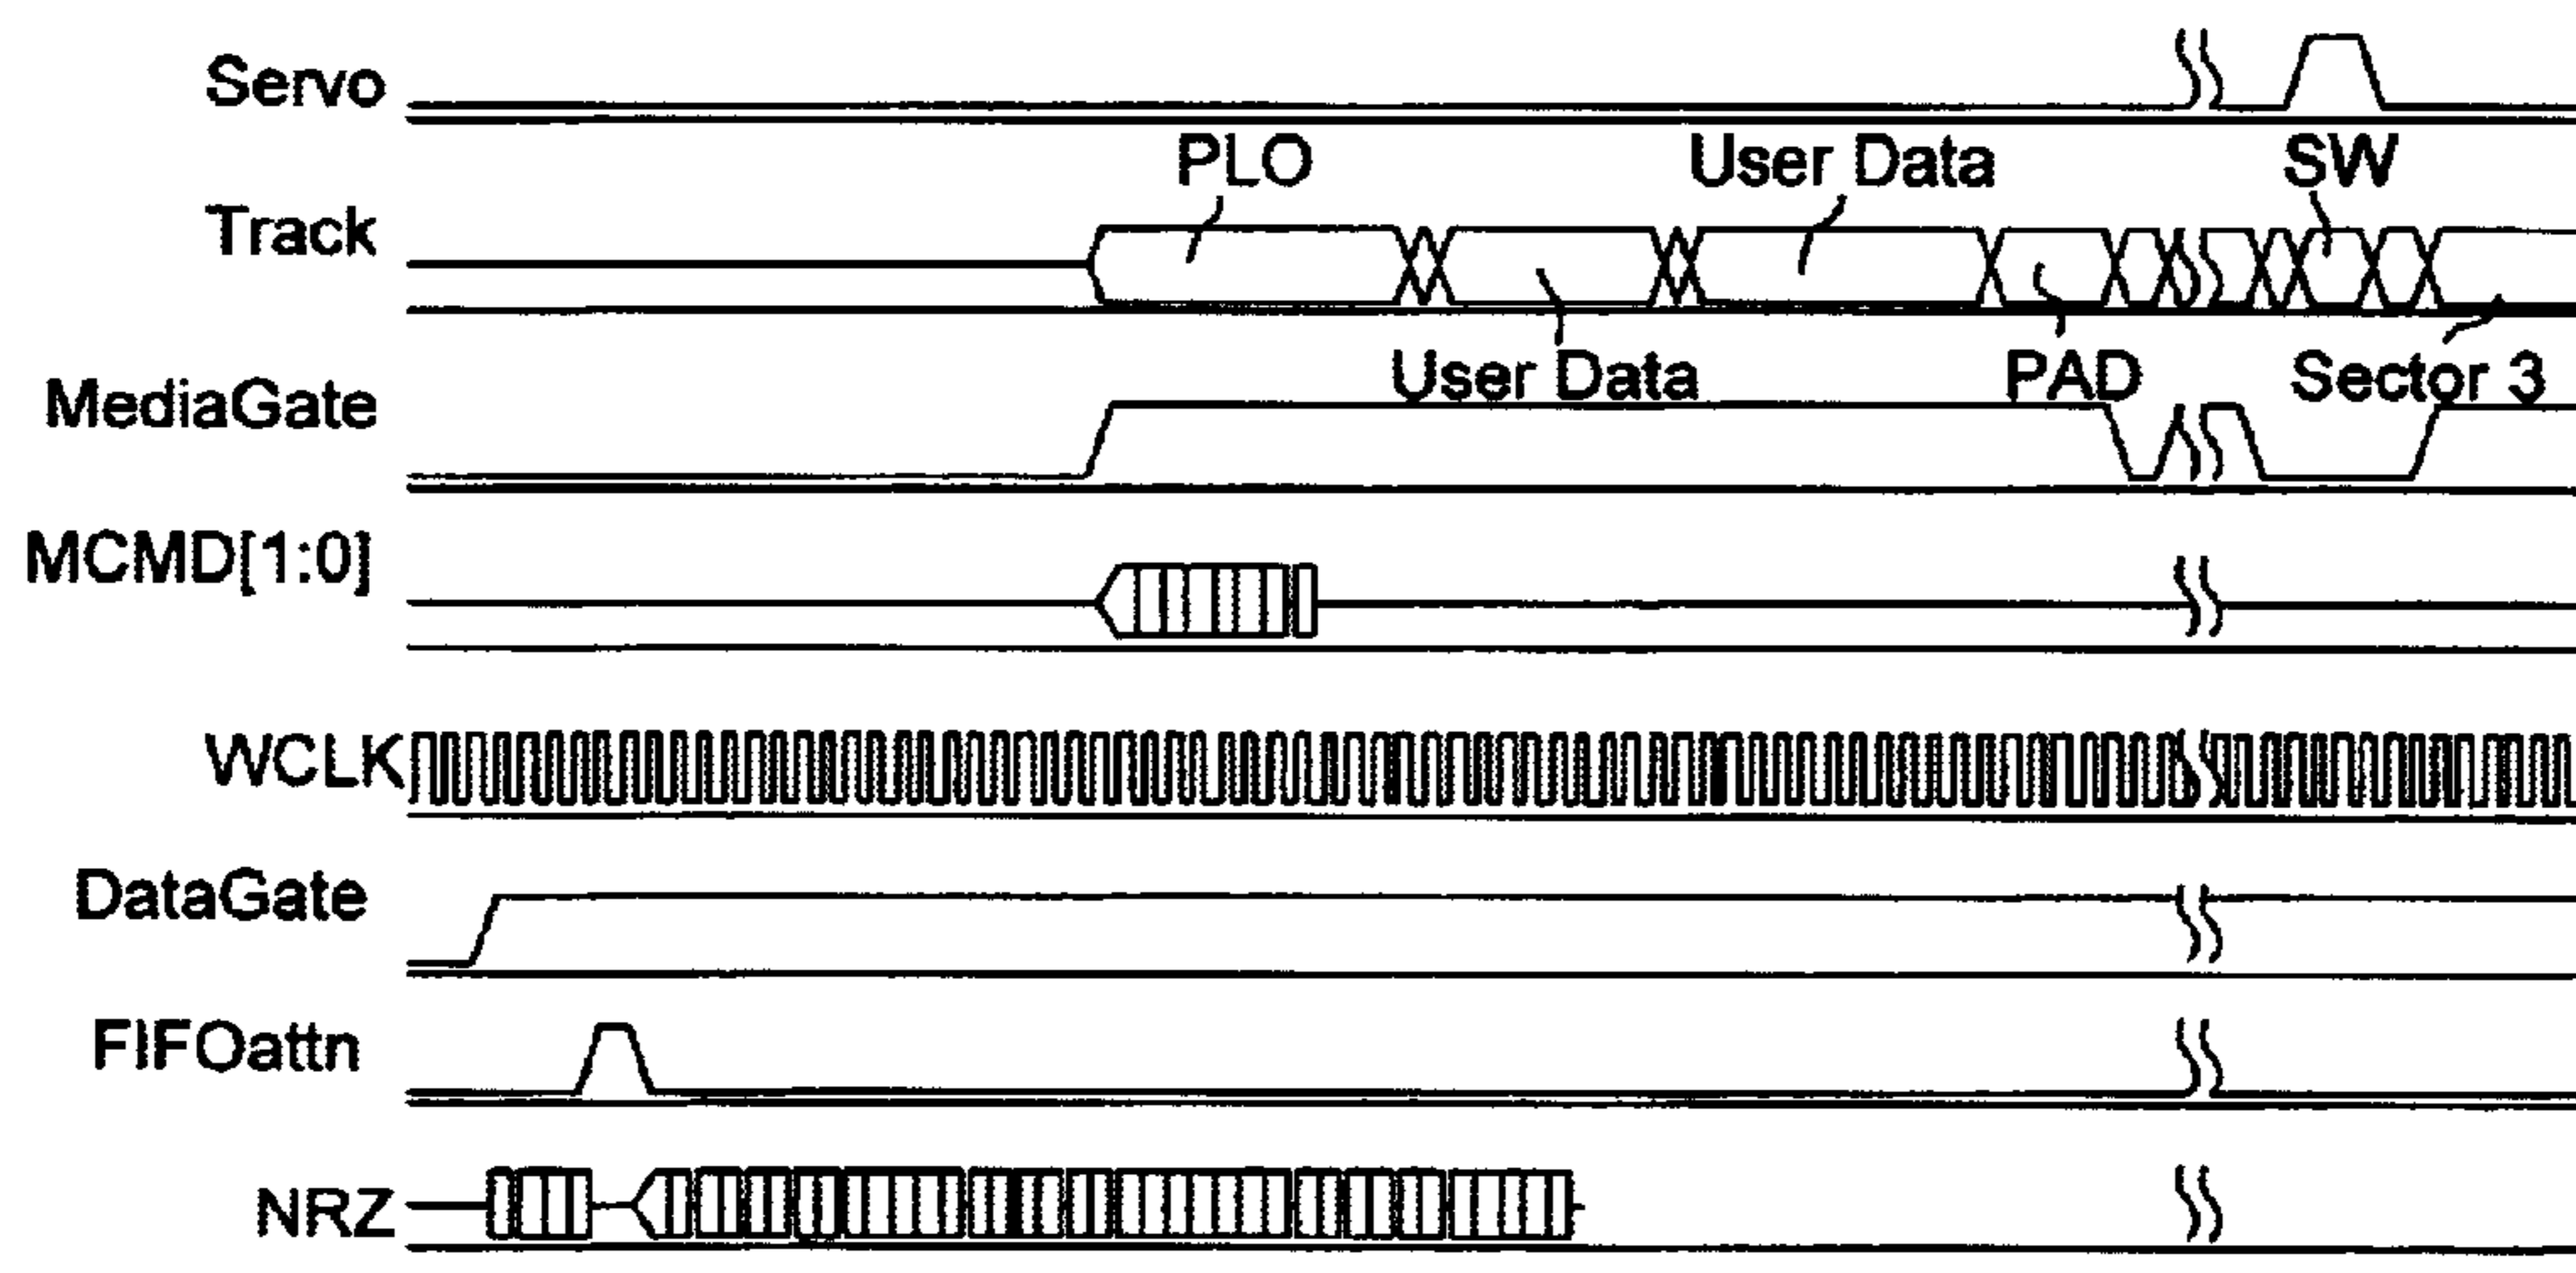 Servo
PLO
User Data
SW
Track
User Data
PAD
Sector 3
MediaGate
MCMD[1:0]
WCLK
DataGate
FIFOattn
NRZ